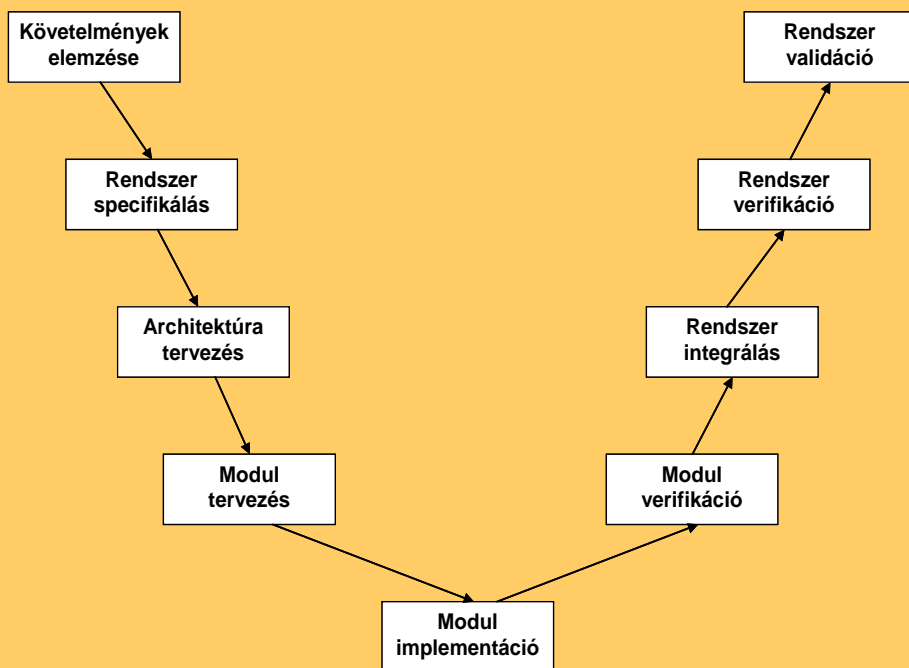 Követelmények
elemzése
Rendszer
validáció
Rendszer
specifikálás
Rendszer
verifikáció
Architektúra
tervezés
Rendszer
integrálás
Modul
tervezés
Modul
verifikáció
Modul
implementáció